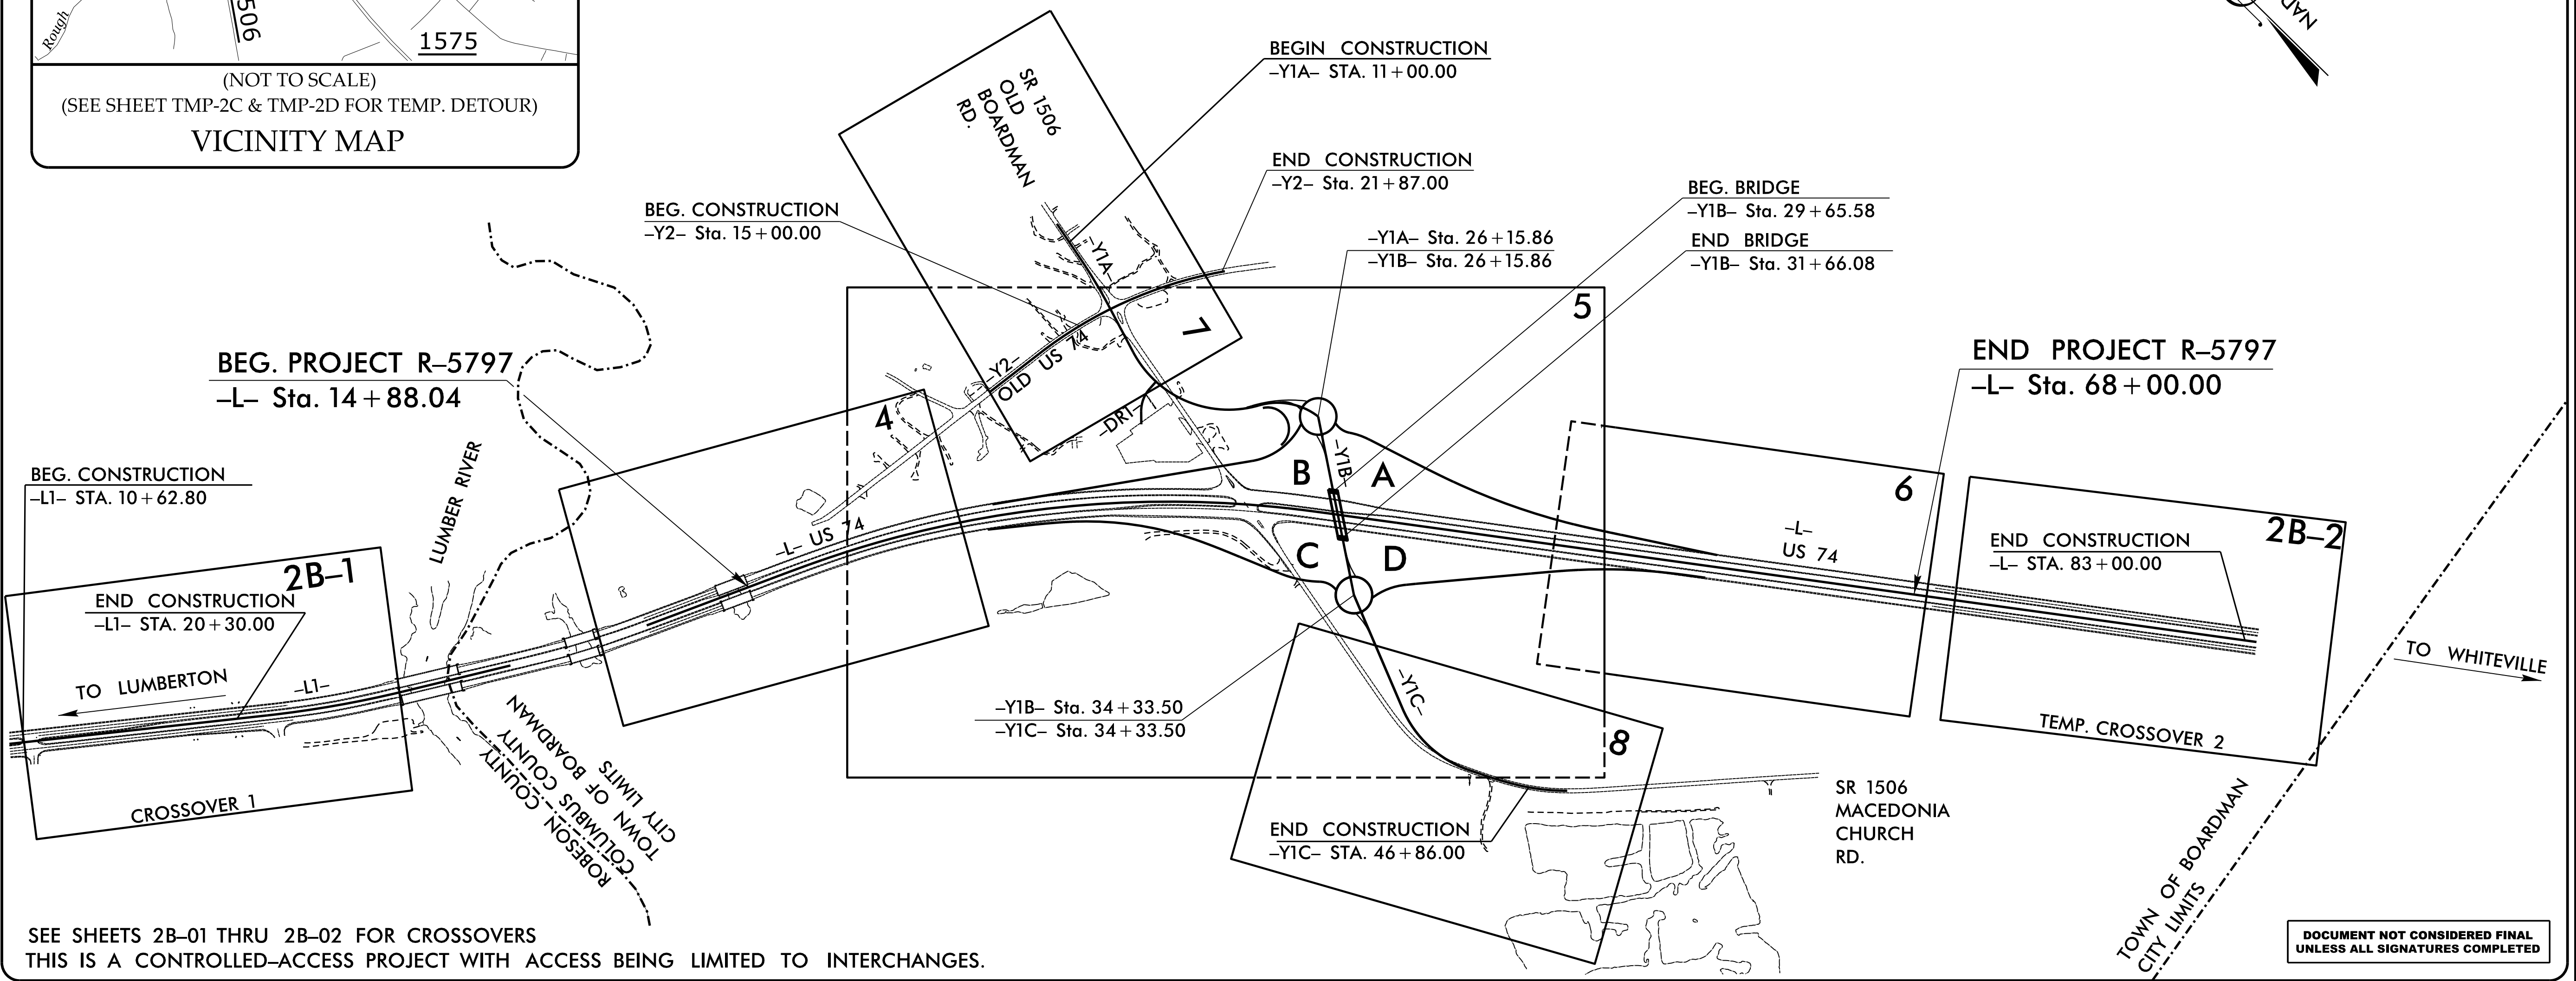 Rough
506
1575
(NOT TO SCALE)
(SEE SHEET TMP-2C & TMP-2D FOR TEMP. DETOUR)
VICINITY MAP
NAD
SR 1506
OLD
BOARDMAN
RD.
BEGIN CONSTRUCTION
–Y1A– STA. 11+00.00
END CONSTRUCTION
–Y2– Sta. 21+87.00
BEG. CONSTRUCTION
–Y2– Sta. 15+00.00
–Y1A– Sta. 26+15.86
–Y1B– Sta. 26+15.86
BEG. BRIDGE
–Y1B– Sta. 29+65.58
END BRIDGE
–Y1B– Sta. 31+66.08
–Y1A–
7
5
–Y2–
OLD US 74
–DR1–
BEG. PROJECT R–5797
–L– Sta. 14+88.04
END PROJECT R–5797
–L– Sta. 68+00.00
4
–Y1B–
B
A
C
D
6
–L– US 74
–L–
US 74
BEG. CONSTRUCTION
–L1– STA. 10+62.80
LUMBER RIVER
2B–1
END CONSTRUCTION
–L1– STA. 20+30.00
TO LUMBERTON
–L1–
CROSSOVER 1
2B–2
END CONSTRUCTION
–L– STA. 83+00.00
TEMP. CROSSOVER 2
TO WHITEVILLE
ROBESON COUNTY
COLUMBUS COUNTY
TOWN OF BOARDMAN
CITY LIMITS
–Y1B– Sta. 34+33.50
–Y1C– Sta. 34+33.50
–Y1C–
8
END CONSTRUCTION
–Y1C– STA. 46+86.00
SR 1506
MACEDONIA
CHURCH
RD.
TOWN OF BOARDMAN
CITY LIMITS
SEE SHEETS 2B–01 THRU 2B–02 FOR CROSSOVERS
THIS IS A CONTROLLED–ACCESS PROJECT WITH ACCESS BEING LIMITED TO INTERCHANGES.
DOCUMENT NOT CONSIDERED FINAL
UNLESS ALL SIGNATURES COMPLETED